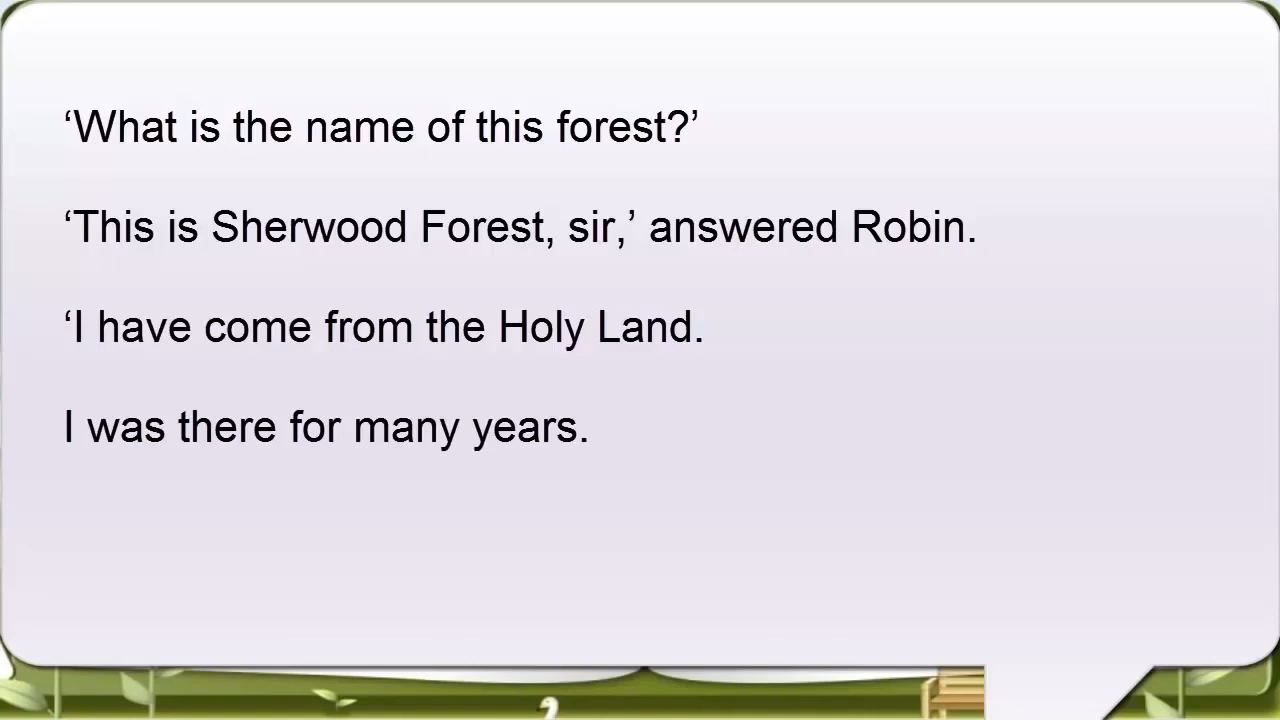 ‘What is the name of this forest?’
‘This is Sherwood Forest, sir,’ answered Robin.
‘I have come from the Holy Land.
I was there for many years.